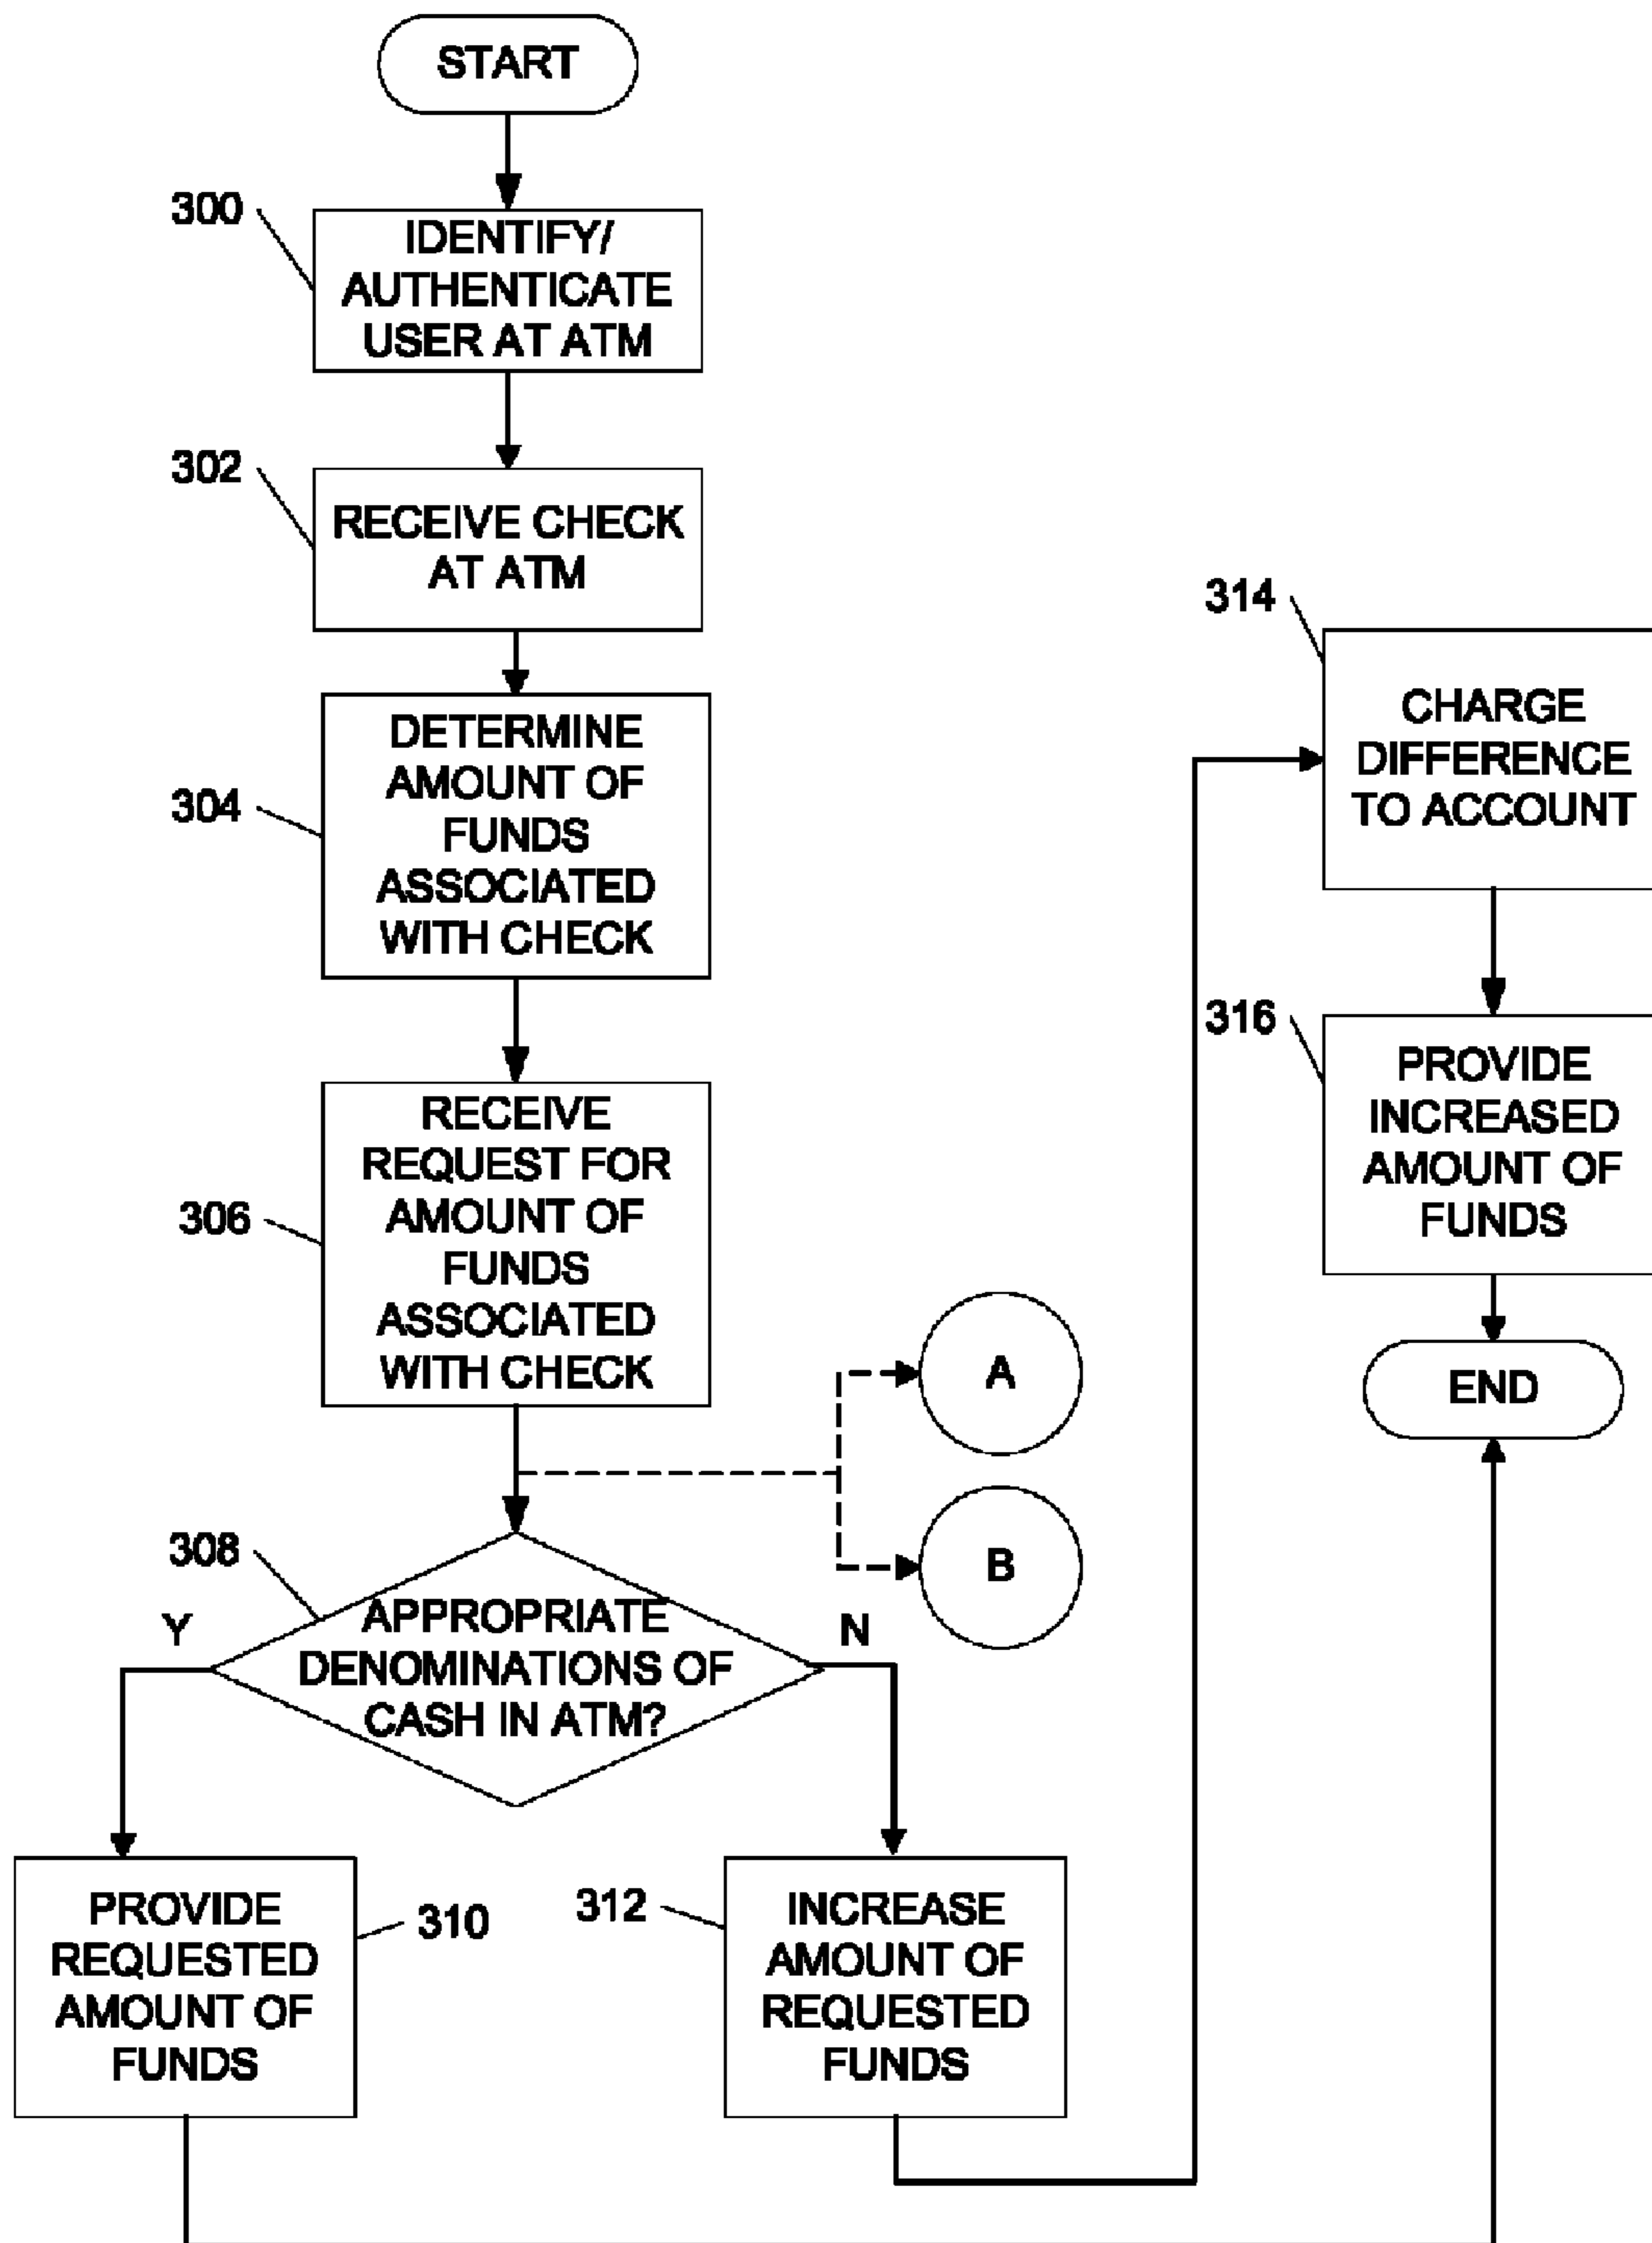 START
300
IDENTIFY/
AUTHENTICATE
USER AT ATM
302
RECEIVE CHECK
AT ATM
304
DETERMINE
AMOUNT OF
FUNDS
ASSOCIATED
WITH CHECK
306
RECEIVE
REQUEST FOR
AMOUNT OF
FUNDS
ASSOCIATED
WITH CHECK
A
B
308
Y
N
APPROPRIATE
DENOMINATIONS OF
CASH IN ATM?
310
PROVIDE
REQUESTED
AMOUNT OF
FUNDS
312
INCREASE
AMOUNT OF
REQUESTED
FUNDS
314
CHARGE
DIFFERENCE
TO ACCOUNT
316
PROVIDE
INCREASED
AMOUNT OF
FUNDS
END